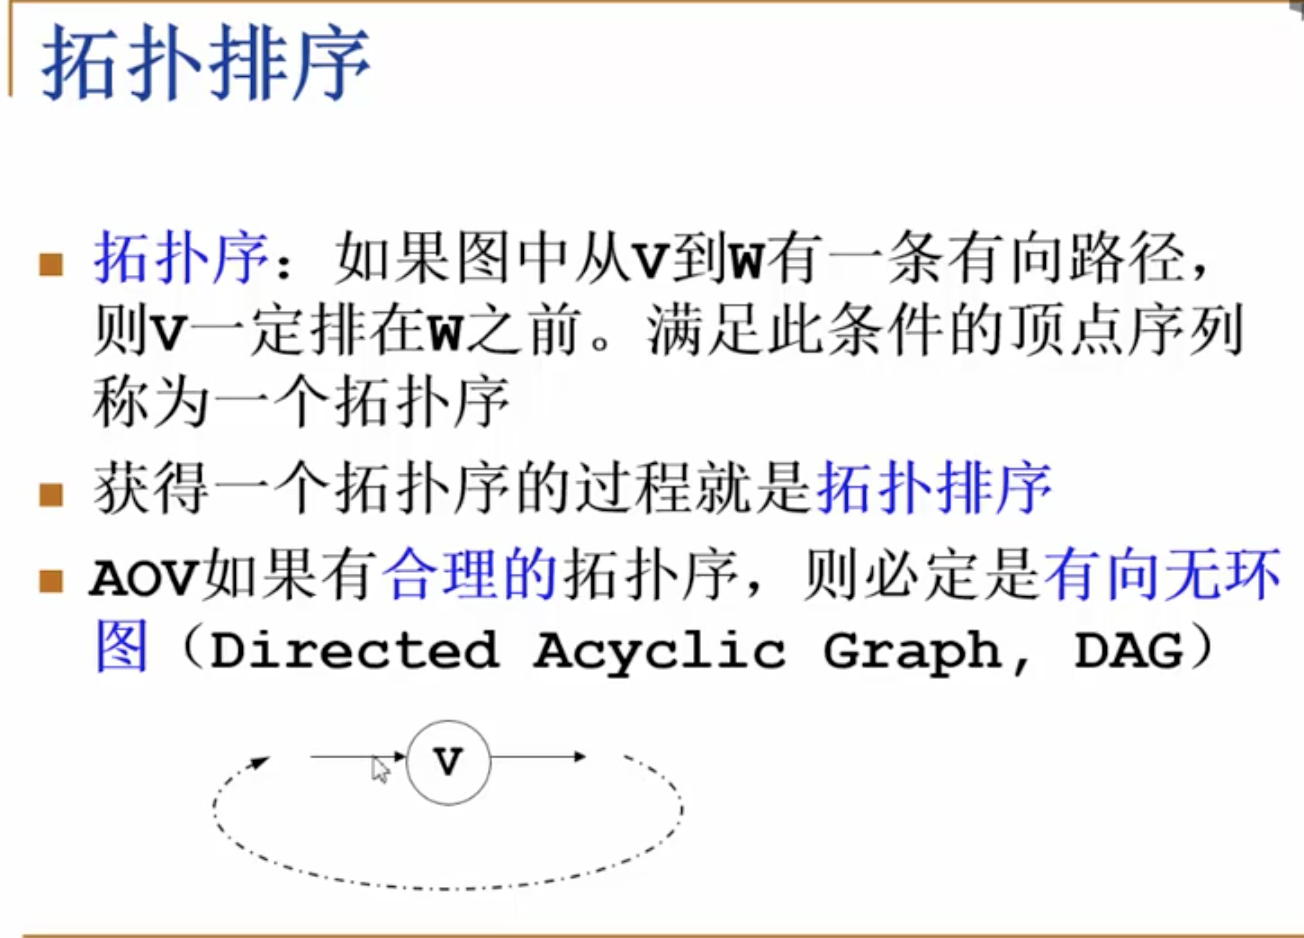 拓扑排序
拓扑序：如果图中从V到W有一条有向路径，
则V一定排在W之前。满足此条件的顶点序列
称为一个拓扑序
获得一个拓扑序的过程就是拓扑排序
AOV如果有合理的拓扑序，则必定是有向无环
图（Directed Acyclic Graph, DAG）
V